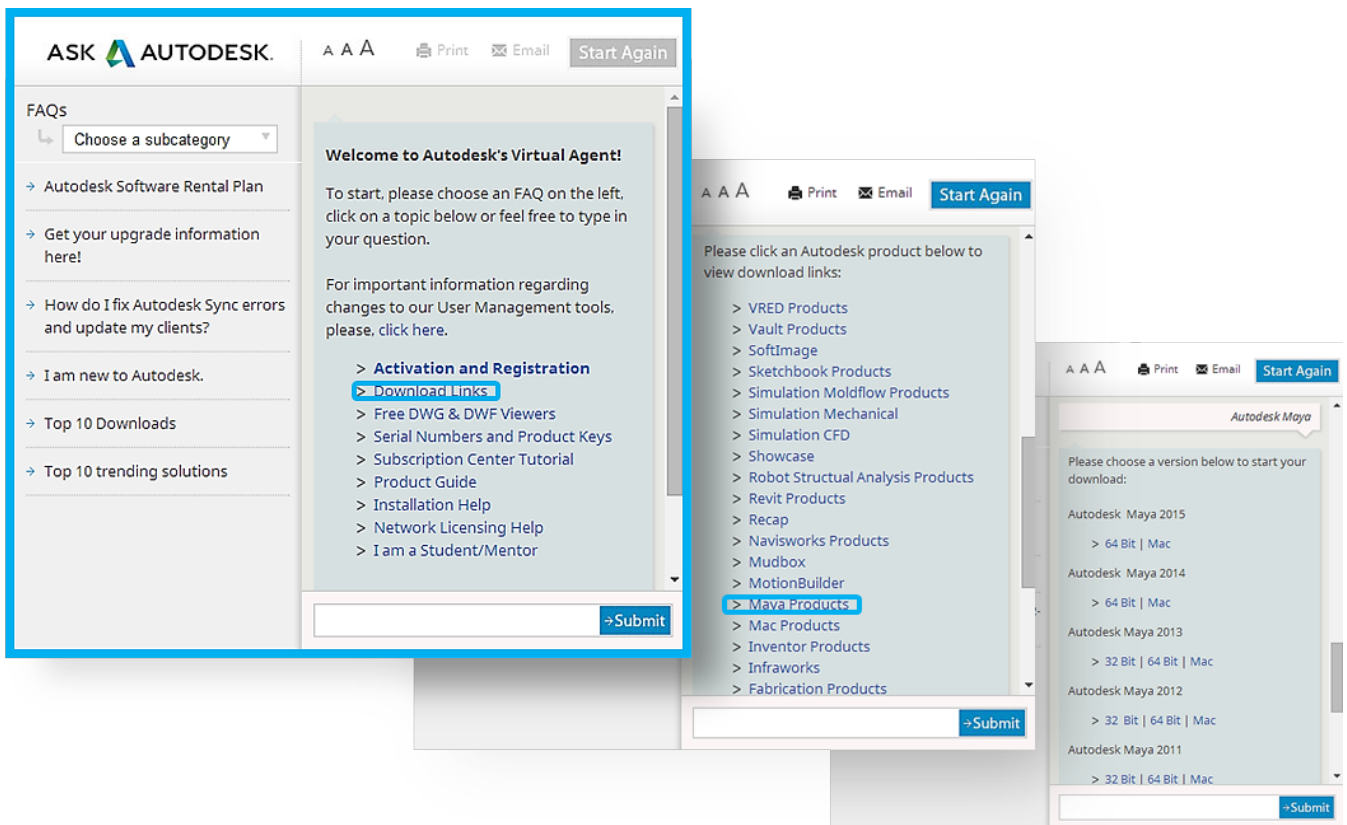 ASK AUTODESK.
A A A Print Email Start Again
FAQs
Choose a subcategory
Autodesk Software Rental Plan
Get your upgrade information
here!
How do I fix Autodesk Sync errors
and update my clients?
I am new to Autodesk.
Top 10 Downloads
Top 10 trending solutions
Welcome to Autodesk's Virtual Agent!
To start, please choose an FAQ on the left,
click on a topic below or feel free to type in
your question.
For important information regarding
changes to our User Management tools,
please, click here.
> Activation and Registration
> Download Links
> Free DWG & DWF Viewers
> Serial Numbers and Product Keys
> Subscription Center Tutorial
> Product Guide
> Installation Help
> Network Licensing Help
> I am a Student/Mentor
Submit
A A A Print Email Start Again
Please click an Autodesk product below to
view download links:
> VRED Products
> Vault Products
> SoftImage
> Sketchbook Products
> Simulation Moldflow Products
> Simulation Mechanical
> Simulation CFD
> Showcase
> Robot Structual Analysis Products
> Revit Products
> Recap
> Navisworks Products
> Mudbox
> MotionBuilder
> Maya Products
> Mac Products
> Inventor Products
> Infraworks
> Fabrication Products
Submit
A A A Print Email Start Again
Autodesk Maya
Please choose a version below to start your
download:
Autodesk Maya 2015
> 64 Bit | Mac
Autodesk Maya 2014
> 64 Bit | Mac
Autodesk Maya 2013
> 32 Bit | 64 Bit | Mac
Autodesk Maya 2012
> 32 Bit | 64 Bit | Mac
Autodesk Maya 2011
> 32 Bit | 64 Bit | Mac
Submit